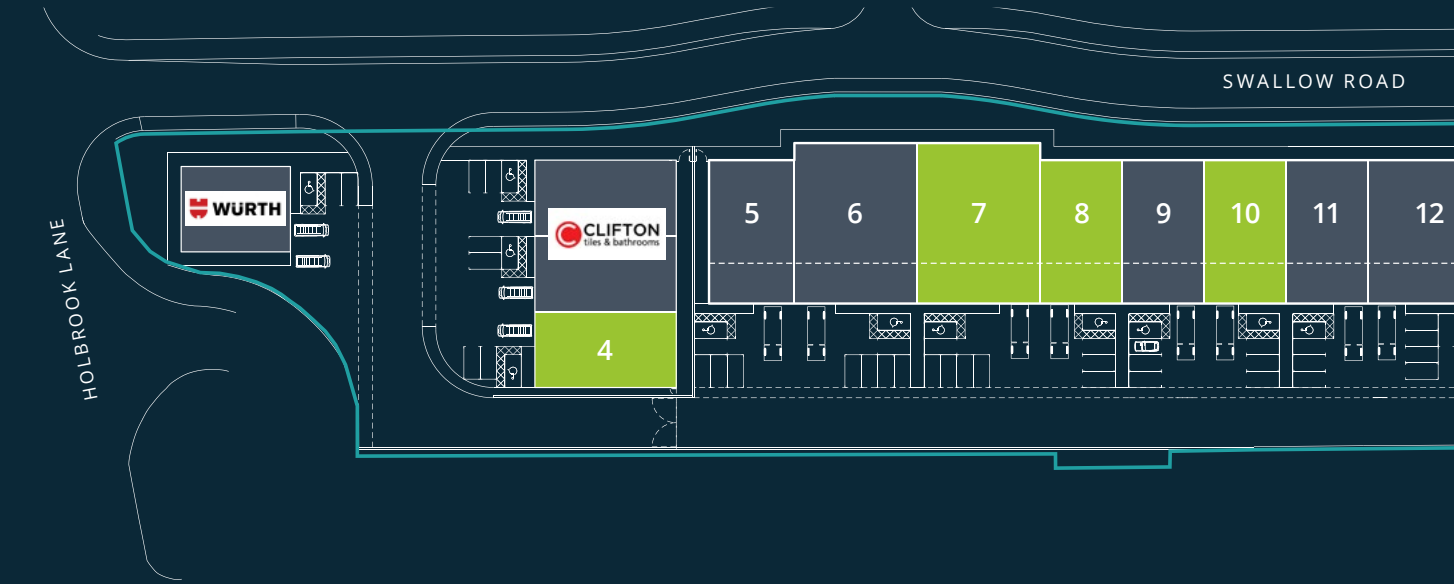 SWALLOW ROAD
HOLBROOK LANE
WÜRTH
CLIFTON
tiles & bathrooms
4
5
6
7
8
9
10
11
12